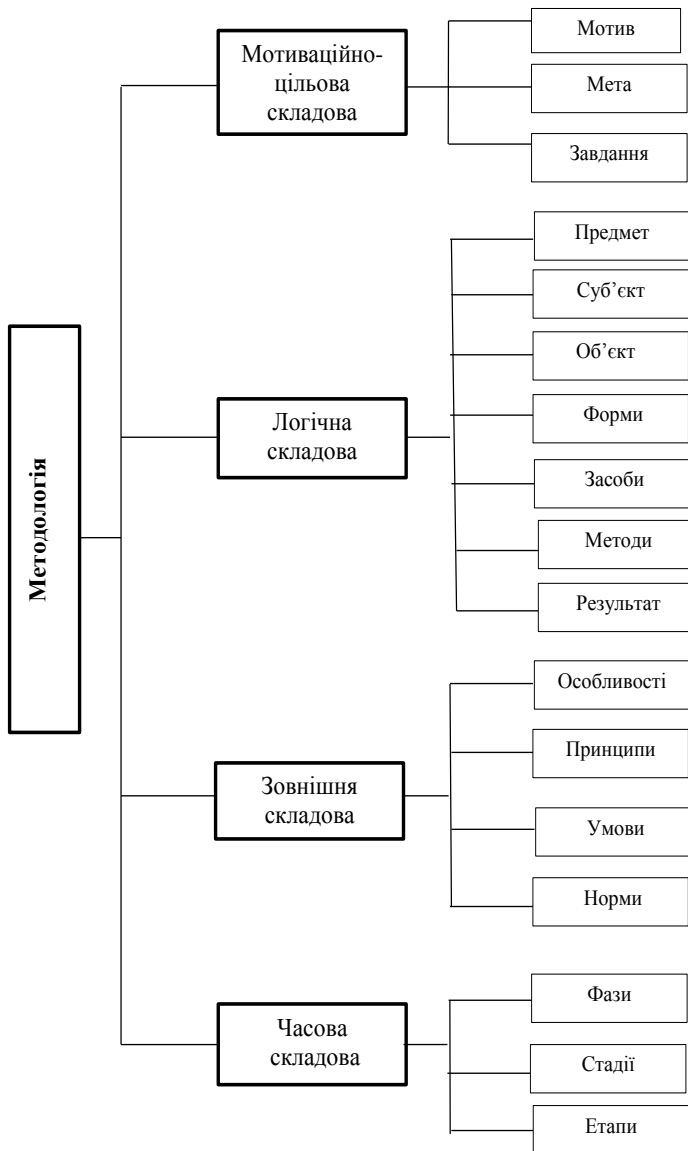 Методологія
Мотиваційно-
цільова
складова
Мотив
Мета
Завдання
Логічна
складова
Предмет
Суб’єкт
Об’єкт
Форми
Засоби
Методи
Результат
Зовнішня
складова
Особливості
Принципи
Умови
Норми
Часова
складова
Фази
Стадії
Етапи